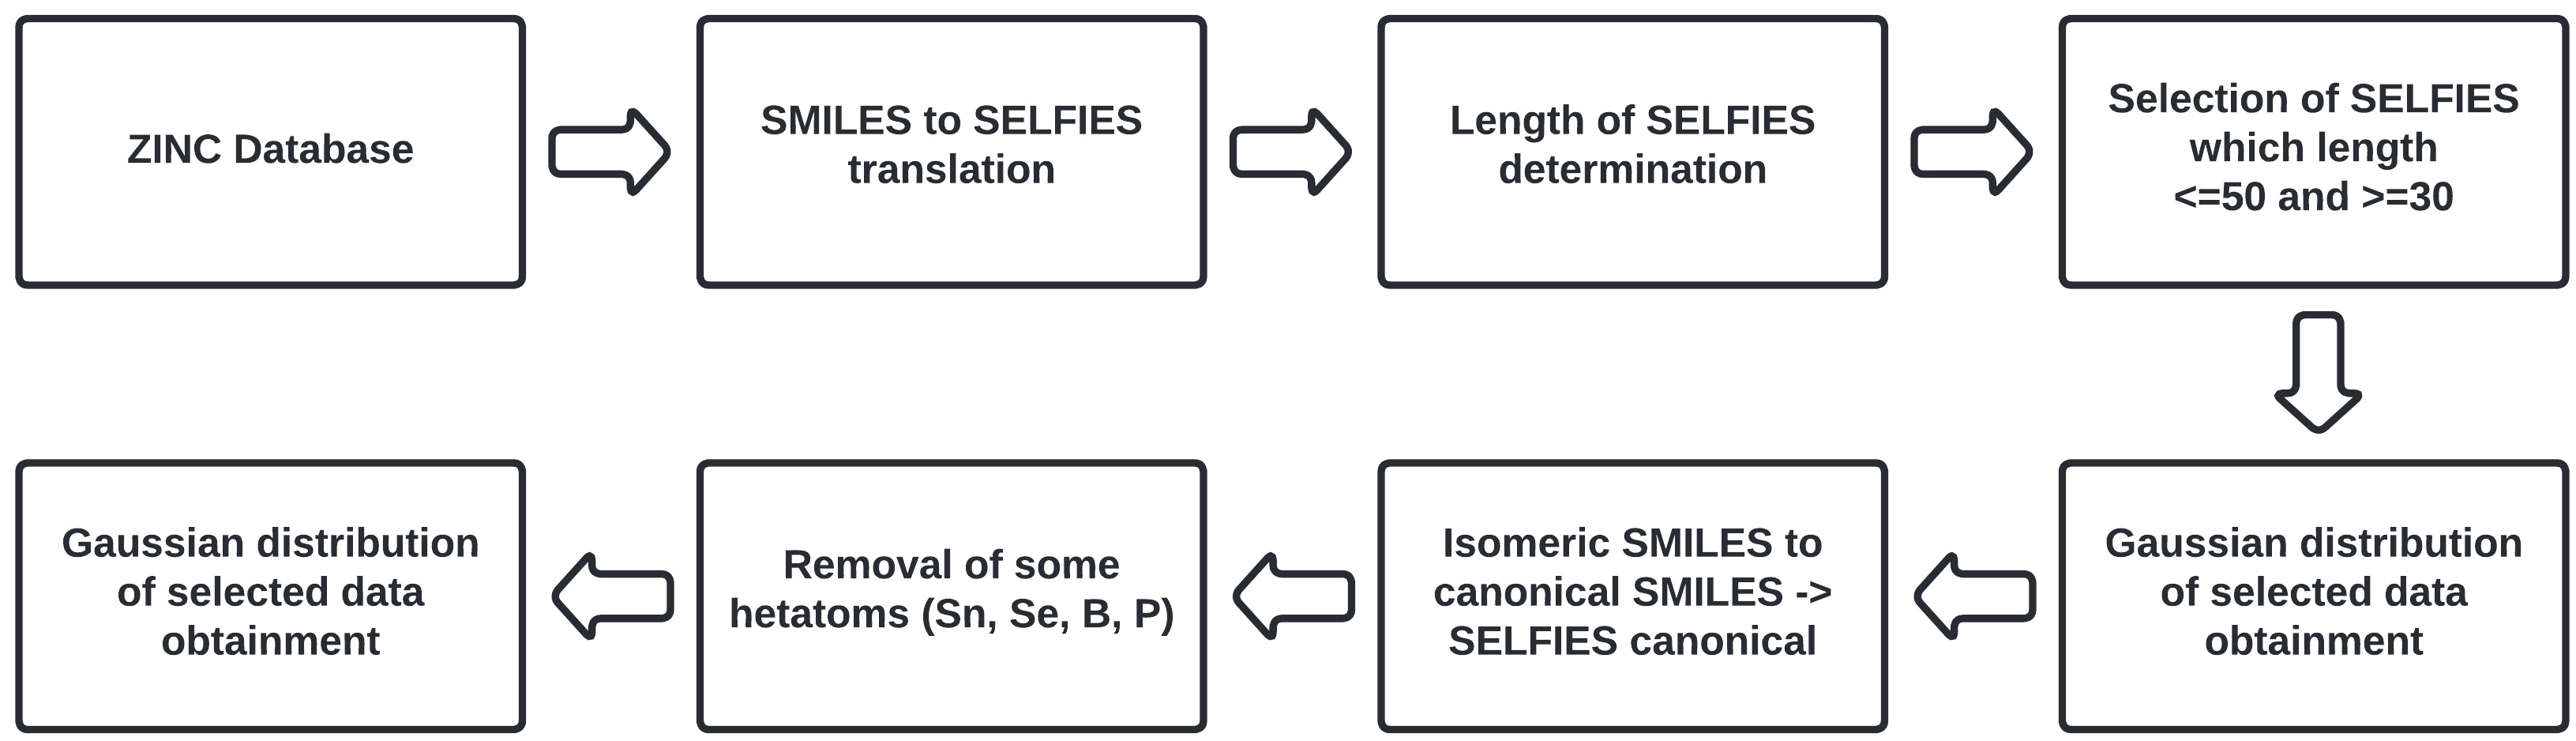 ZINC Database
SMILES to SELFIES
translation
Length of SELFIES
determination
Selection of SELFIES
which length
<=50 and >=30
Gaussian distribution
of selected data
obtainment
Isomeric SMILES to
canonical SMILES ->
SELFIES canonical
Removal of some
hetatoms (Sn, Se, B, P)
Gaussian distribution
of selected data
obtainment